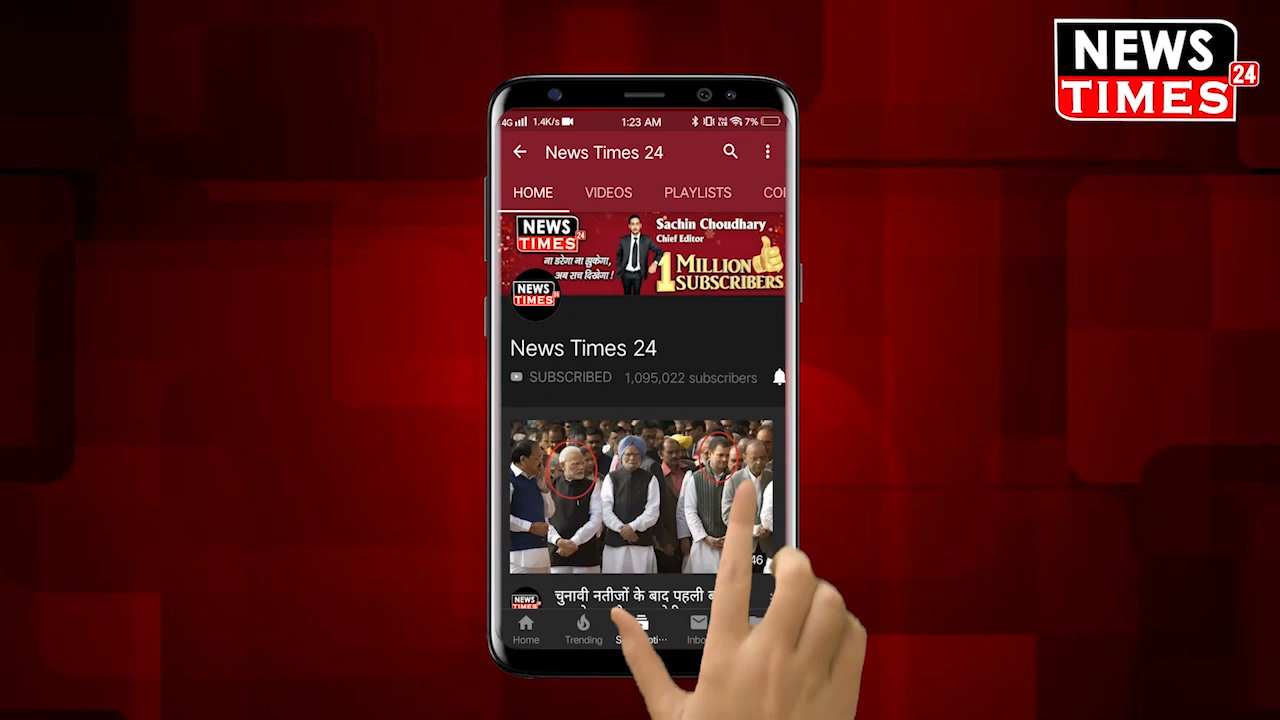 NEWS
TIMES 24
4G 1.4K/s 1:23 AM 7%
News Times 24
HOME VIDEOS PLAYLISTS
NEWS
TIMES 24
ना डरेगा ना झुकेगा,
अब सच दिखेगा !
Sachin Choudhary
Chief Editor
1 MILLION
SUBSCRIBERS
NEWS
TIMES
News Times 24
SUBSCRIBED 1,095,022 subscribers
46
NEWS
TIMES
चुनावी नतीजों के बाद पहली
Home Trending